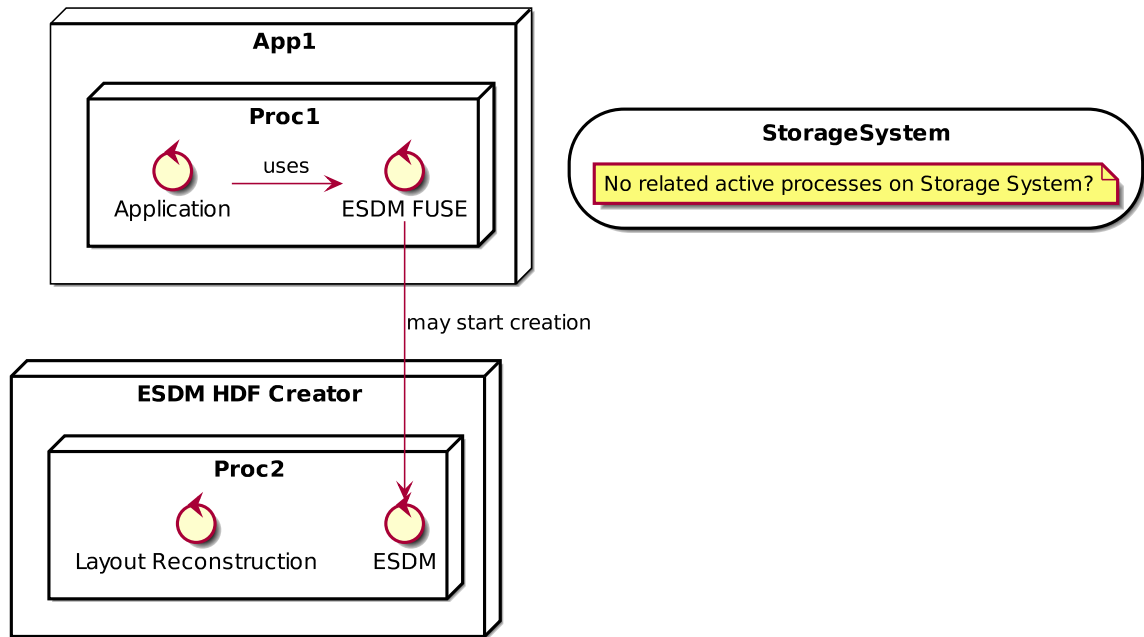 App1
Proc1
uses
Application
ESDM FUSE
StorageSystem
No related active processes on Storage System?
may start creation
ESDM HDF Creator
Proc2
Layout Reconstruction
ESDM